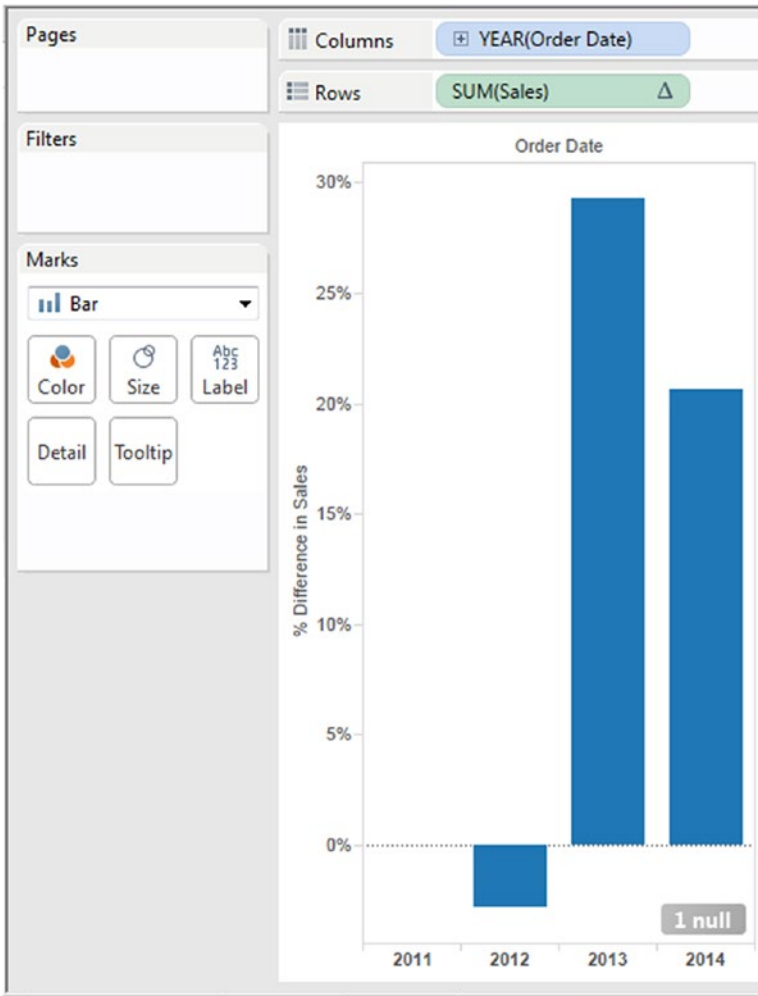 Pages
Columns
YEAR(Order Date)
Rows
SUM(Sales) Δ
Filters
Marks
Bar
Color
Size
Abc
123
Label
Detail
Tooltip
Order Date
30%
25%
20%
15%
10%
5%
0%
% Difference in Sales
1 null
2011 2012 2013 2014